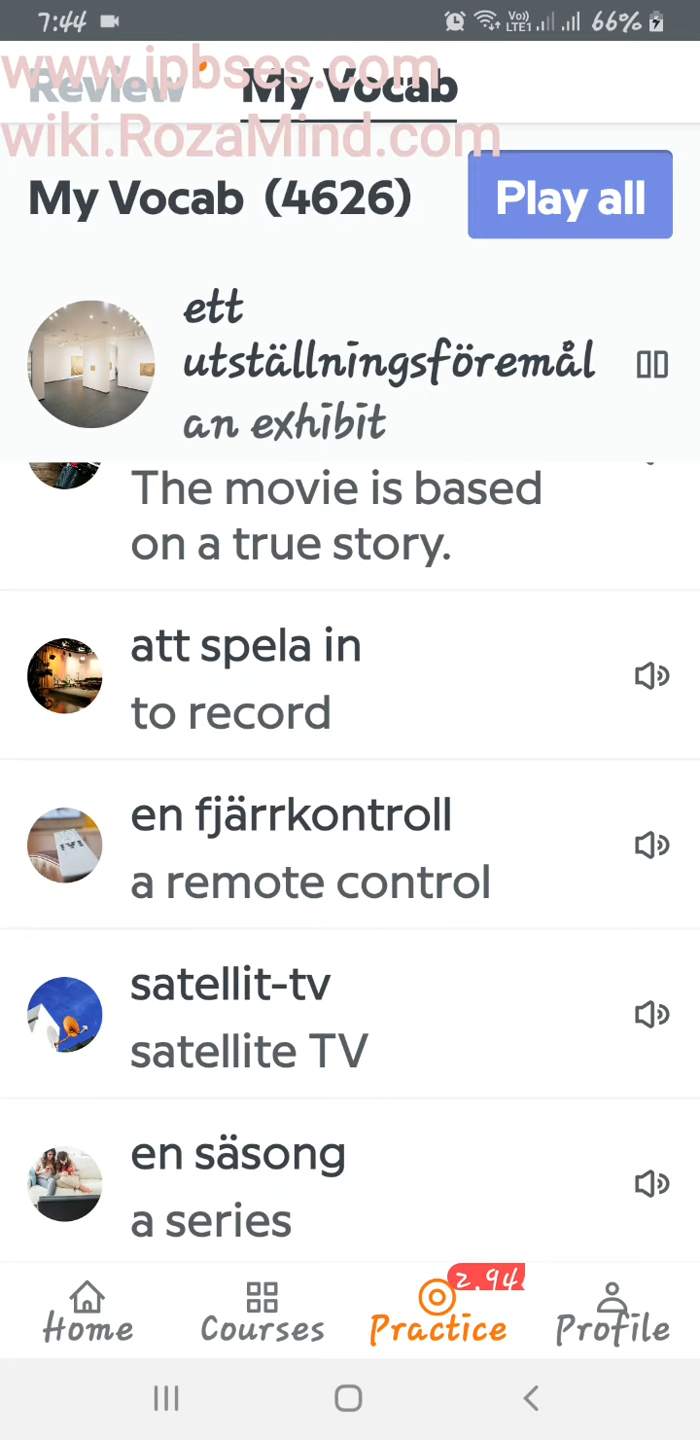 7:44
Vo)) LTE1 66%
www.ipbses.com
Review My Vocab
wiki.RozaMind.com
My Vocab (4626) Play all
ett
utställningsföremål
an exhibit
The movie is based
on a true story.
att spela in
to record
en fjärrkontroll
a remote control
satellit-tv
satellite TV
en säsong
a series
2.94
Home Courses Practice Profile